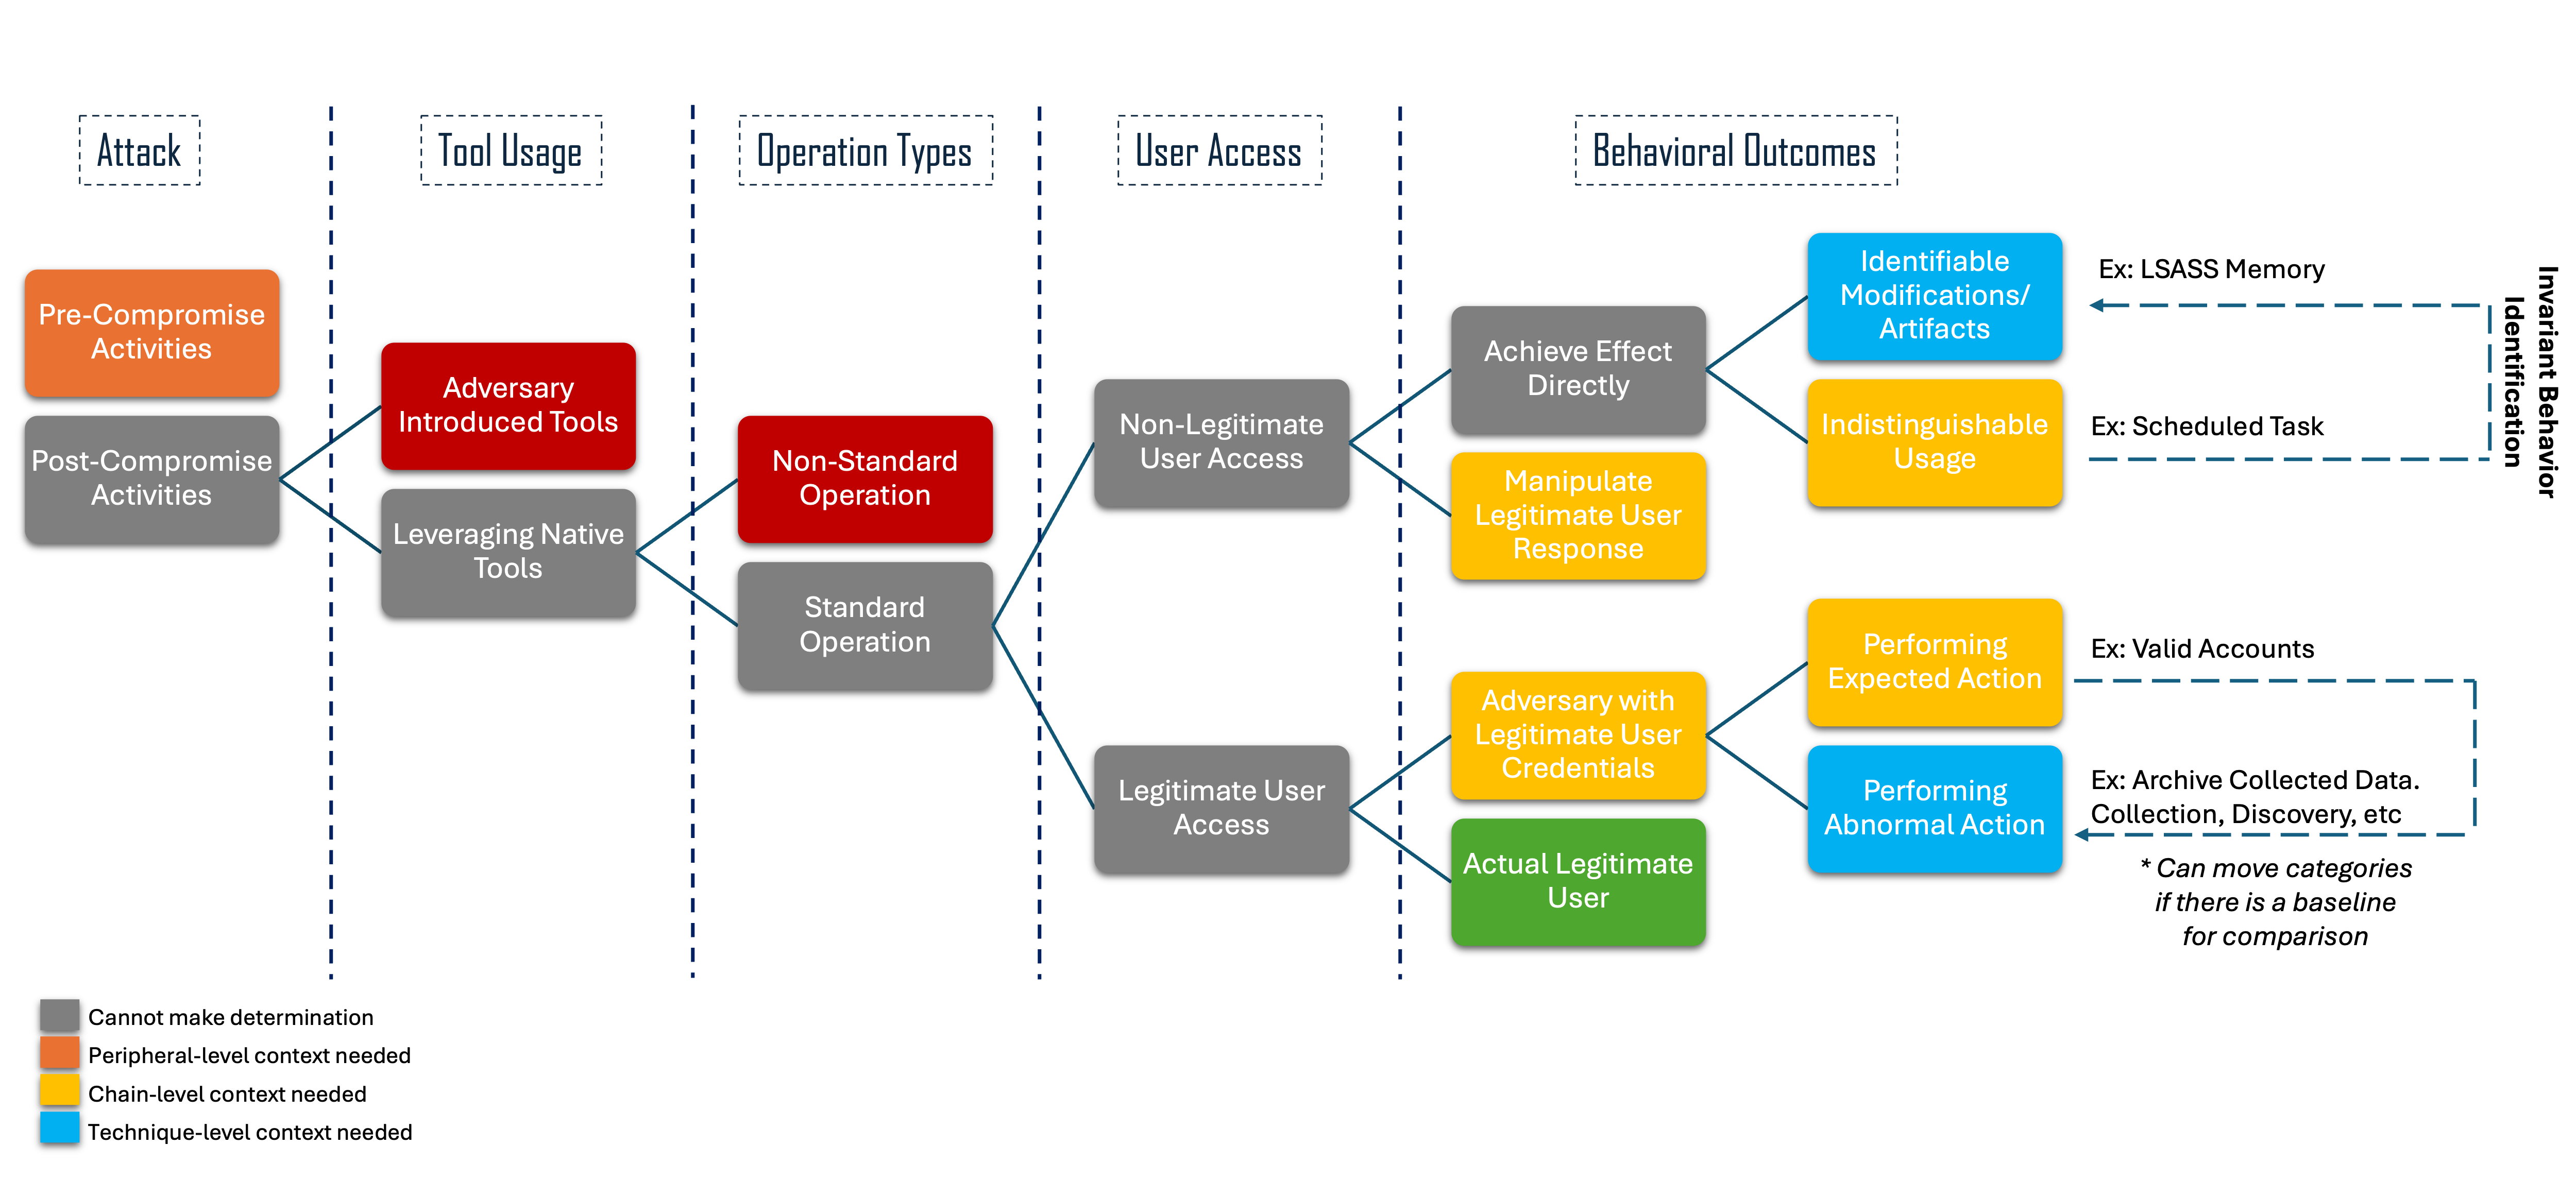 Attack
Tool Usage
Operation Types
User Access
Behavioral Outcomes
Pre-Compromise
Activities
Post-Compromise
Activities
Adversary
Introduced Tools
Leveraging Native
Tools
Non-Standard
Operation
Standard
Operation
Non-Legitimate
User Access
Legitimate User
Access
Achieve Effect
Directly
Manipulate
Legitimate User
Response
Adversary with
Legitimate User
Credentials
Actual Legitimate
User
Identifiable
Modifications/
Artifacts
Indistinguishable
Usage
Performing
Expected Action
Performing
Abnormal Action
Ex: LSASS Memory
Ex: Scheduled Task
Invariant Behavior
Identification
Ex: Valid Accounts
Ex: Archive Collected Data.
Collection, Discovery, etc
* Can move categories
if there is a baseline
for comparison
Cannot make determination
Peripheral-level context needed
Chain-level context needed
Technique-level context needed